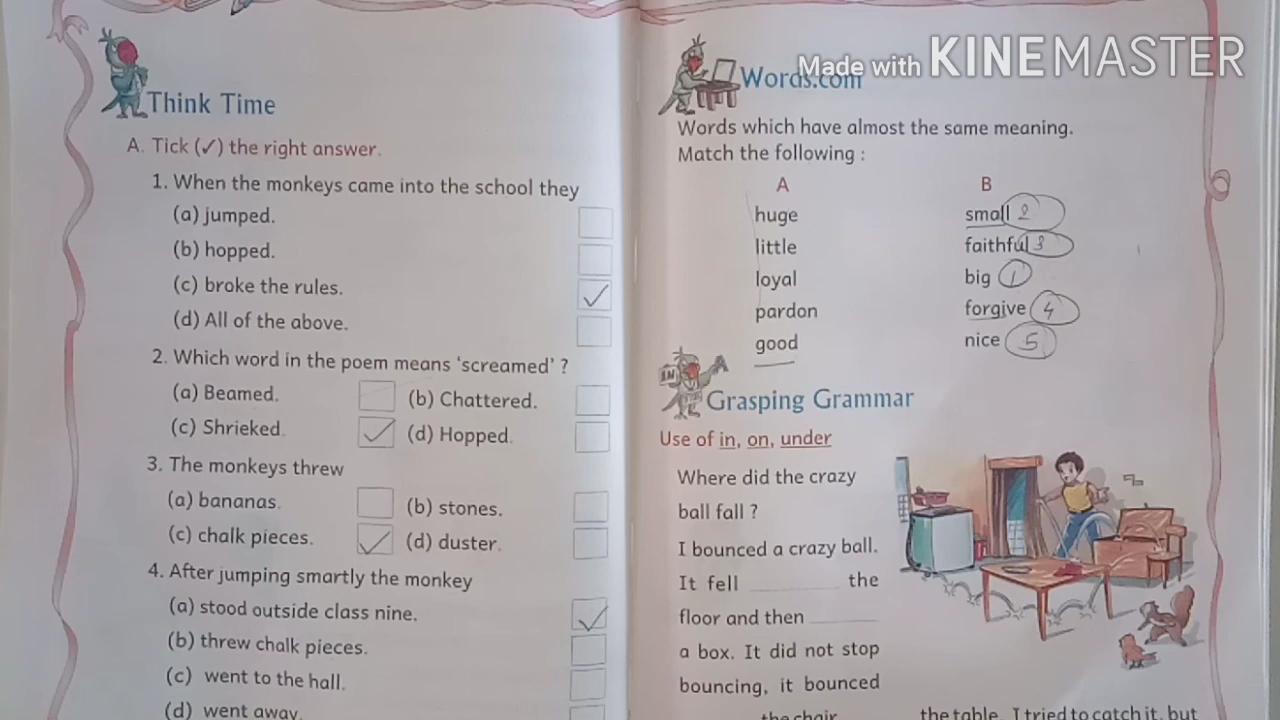 Made with KINEMASTER
Think Time
A. Tick (✓) the right answer.
1. When the monkeys came into the school they
(a) jumped.
(b) hopped.
(c) broke the rules. ✓
(d) All of the above.
2. Which word in the poem means ‘screamed’ ?
(a) Beamed. (b) Chattered.
(c) Shrieked. ✓ (d) Hopped.
3. The monkeys threw
(a) bananas. (b) stones.
(c) chalk pieces. ✓ (d) duster.
4. After jumping smartly the monkey
(a) stood outside class nine. ✓
(b) threw chalk pieces.
(c) went to the hall.
(d) went away.
Words.com
Words which have almost the same meaning.
Match the following :
A B
huge small 2
little faithful 3
loyal big 1
pardon forgive 4
good nice 5
Grasping Grammar
Use of in, on, under
Where did the crazy
ball fall ?
I bounced a crazy ball.
It fell ________ the
floor and then ________
a box. It did not stop
bouncing, it bounced
the chair the table. I tried to catch it, but